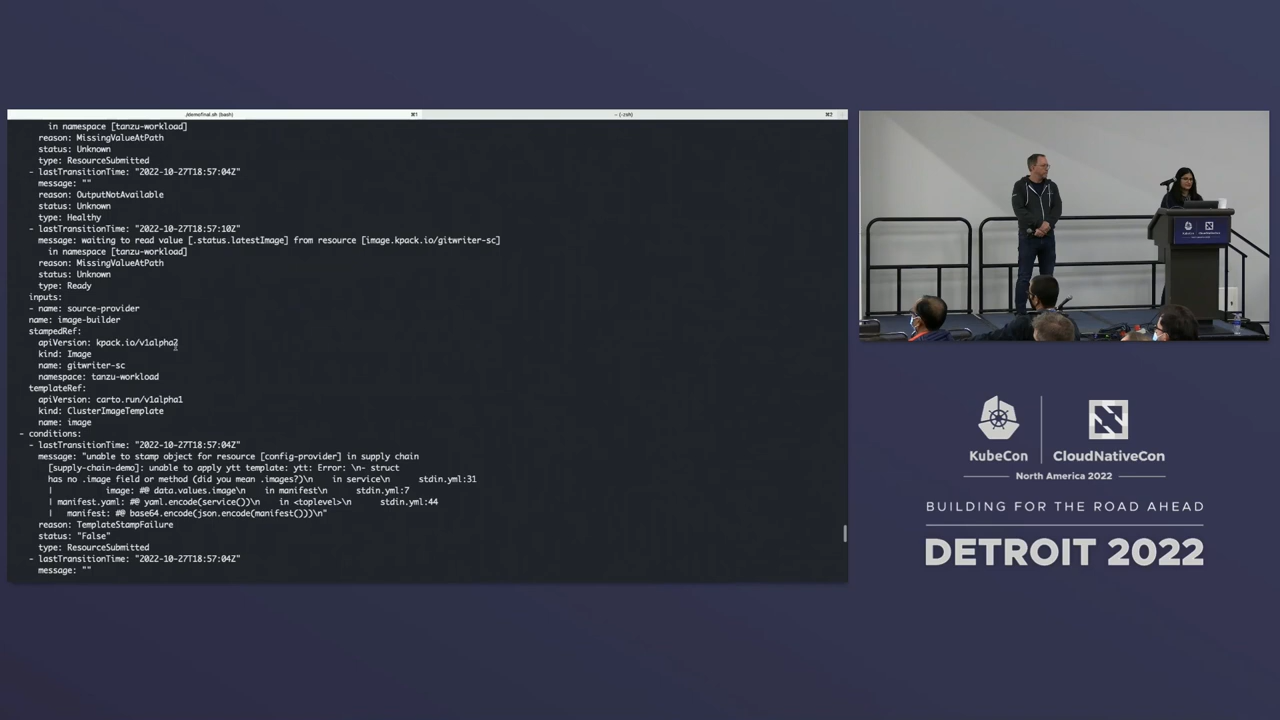 ./demofinal.sh (bash)
⌘1
~ (-zsh)
⌘2
in namespace [tanzu-workload]
reason: MissingValueAtPath
status: Unknown
type: ResourceSubmitted
- lastTransitionTime: "2022-10-27T18:57:04Z"
message: ""
reason: OutputNotAvailable
status: Unknown
type: Healthy
- lastTransitionTime: "2022-10-27T18:57:10Z"
message: waiting to read value [.status.latestImage] from resource [image.kpack.io/gitwriter-sc]
in namespace [tanzu-workload]
reason: MissingValueAtPath
status: Unknown
type: Ready
inputs:
- name: source-provider
name: image-builder
stampedRef:
apiVersion: kpack.io/v1alpha2
kind: Image
name: gitwriter-sc
namespace: tanzu-workload
templateRef:
apiVersion: carto.run/v1alpha1
kind: ClusterImageTemplate
name: image
- conditions:
- lastTransitionTime: "2022-10-27T18:57:04Z"
message: "unable to stamp object for resource [config-provider] in supply chain
[supply-chain-demo]: unable to apply ytt template: ytt: Error: \n- struct
has no .image field or method (did you mean .images?)\n    in service\n      stdin.yml:31
|            image: #@ data.values.image\n    in manifest\n      stdin.yml:7
| manifest.yaml: #@ yaml.encode(service())\n    in <toplevel>\n      stdin.yml:44
|   manifest: #@ base64.encode(json.encode(manifest()))\n"
reason: TemplateStampFailure
status: "False"
type: ResourceSubmitted
- lastTransitionTime: "2022-10-27T18:57:04Z"
message: ""
KubeCon
CloudNativeCon
North America 2022
BUILDING FOR THE ROAD AHEAD
DETROIT 2022